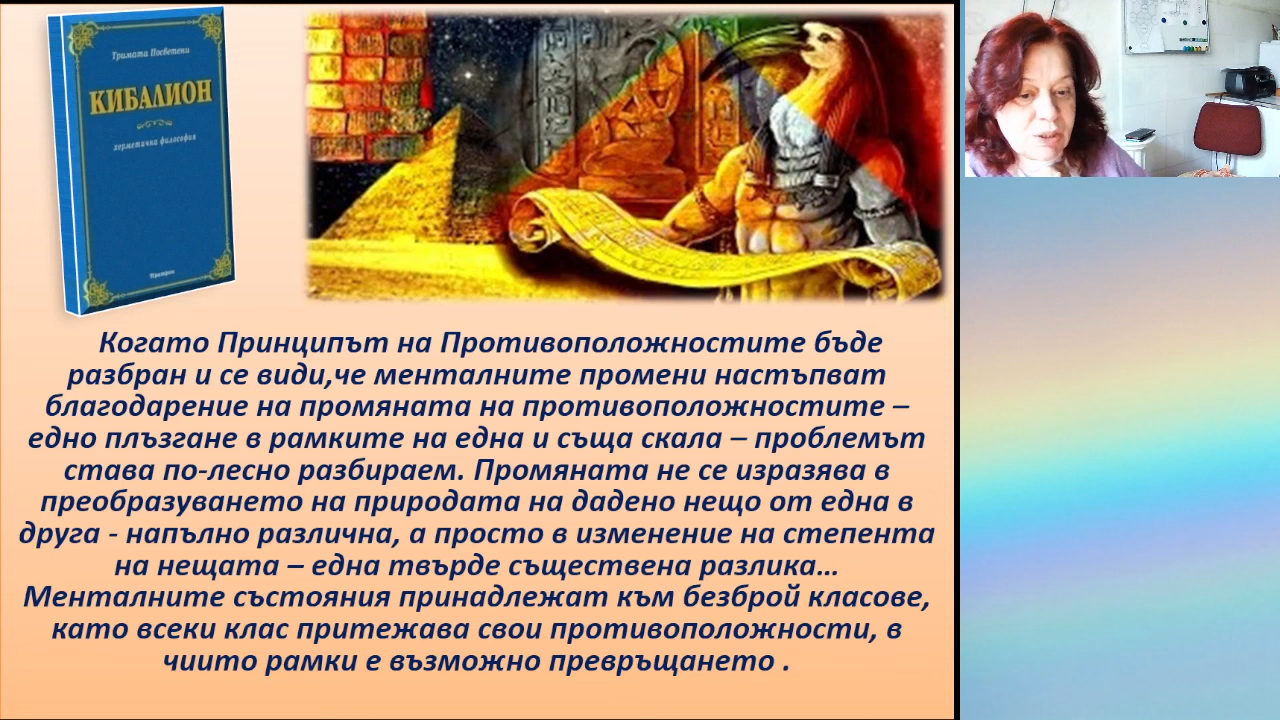 Тримата Посветени
КИБАЛИОН
херметична философия
Когато Принципът на Противоположностите бъде
разбран и се види,че менталните промени настъпват
благодарение на промяната на противоположностите –
едно плъзгане в рамките на една и съща скала – проблемът
става по-лесно разбираем. Промяната не се изразява в
преобразуването на природата на дадено нещо от една в
друга - напълно различна, а просто в изменение на степента
на нещата – една твърде съществена разлика...
Менталните състояния принадлежат към безброй класове,
като всеки клас притежава свои противоположности, в
чиито рамки е възможно превръщането .